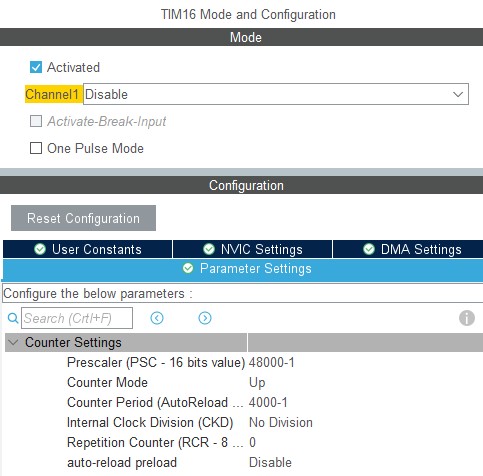 TIM16 Mode and Configuration
Mode
Activated
Channel1 Disable
Activate-Break-Input
One Pulse Mode
Configuration
Reset Configuration
User Constants NVIC Settings DMA Settings
Parameter Settings
Configure the below parameters :
Search (Crtl+F)
Counter Settings
Prescaler (PSC - 16 bits value) 48000-1
Counter Mode Up
Counter Period (AutoReload ... 4000-1
Internal Clock Division (CKD) No Division
Repetition Counter (RCR - 8 ... 0
auto-reload preload Disable